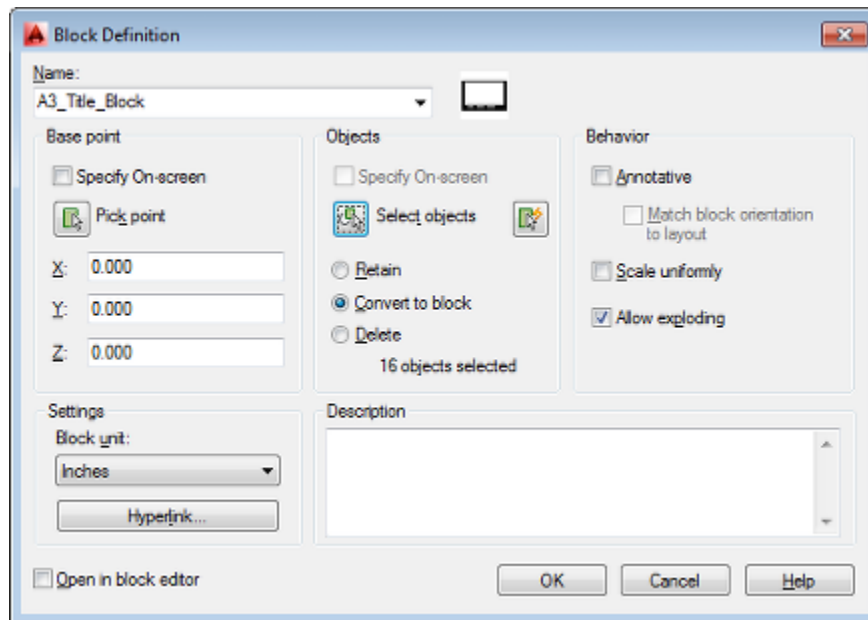 Block Definition
Name:
A3_Title_Block
Base point
Specify On-screen
Pick point
X: 0.000
Y: 0.000
Z: 0.000
Objects
Specify On-screen
Select objects
Retain
Convert to block
Delete
16 objects selected
Behavior
Annotative
Match block orientation
to layout
Scale uniformly
Allow exploding
Settings
Block unit:
Inches
Hyperlink...
Description
Open in block editor
OK
Cancel
Help